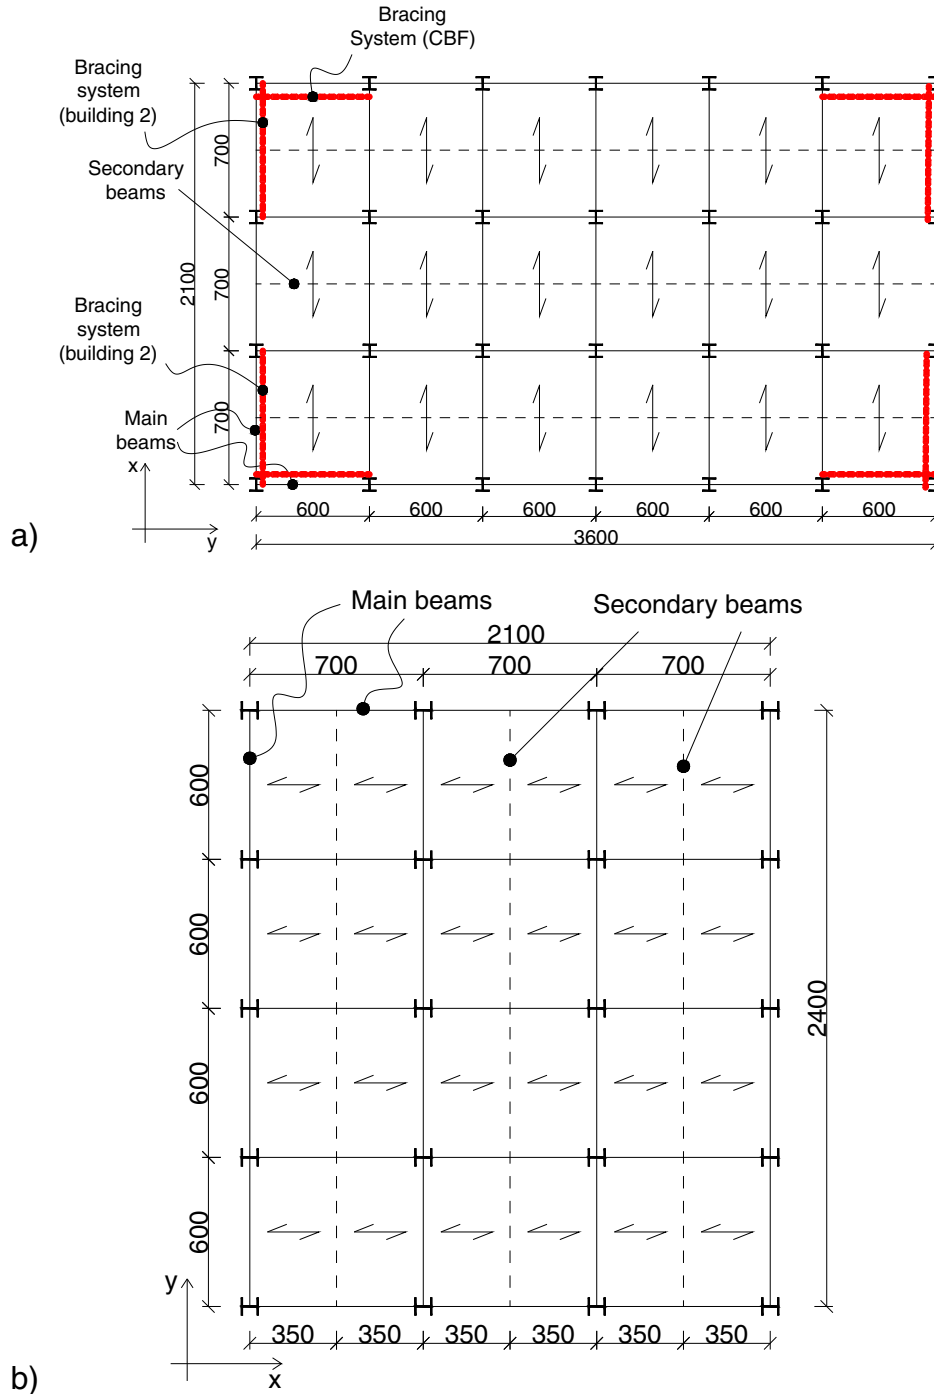 Bracing
System (CBF)
Bracing
system
(building 2)
Secondary
beams
Bracing
system
(building 2)
Main
beams
2100
700
700
700
x
y
600
600
600
600
600
600
3600
a)
Main beams
Secondary beams
2100
700
700
700
600
600
600
600
2400
350
350
350
350
350
350
y
x
b)